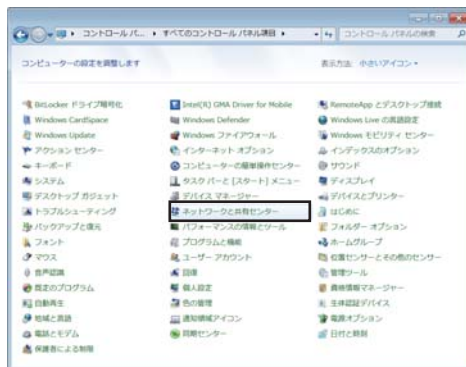 コントロール パ... ▸ すべてのコントロール パネル項目 ▸
コントロール パネルの検索
コンピューターの設定を調整します
表示方法: 小さいアイコン
BitLocker ドライブ暗号化
Intel(R) GMA Driver for Mobile
RemoteApp とデスクトップ接続
Windows CardSpace
Windows Defender
Windows Live の言語設定
Windows Update
Windows ファイアウォール
Windows モビリティ センター
アクション センター
インターネット オプション
インデックスのオプション
キーボード
コンピューターの簡単操作センター
サウンド
システム
タスク バーと [スタート] メニュー
ディスプレイ
デスクトップ ガジェット
デバイス マネージャー
デバイスとプリンター
トラブルシューティング
ネットワークと共有センター
はじめに
バックアップと復元
パフォーマンスの情報とツール
フォルダー オプション
フォント
プログラムと機能
ホームグループ
マウス
ユーザー アカウント
位置センサーとその他のセンサー
音声認識
回復
管理ツール
既定のプログラム
個人設定
資格情報マネージャー
自動再生
色の管理
生体認証デバイス
地域と言語
通知領域アイコン
電源オプション
電話とモデム
同期センター
日付と時刻
保護者による制限